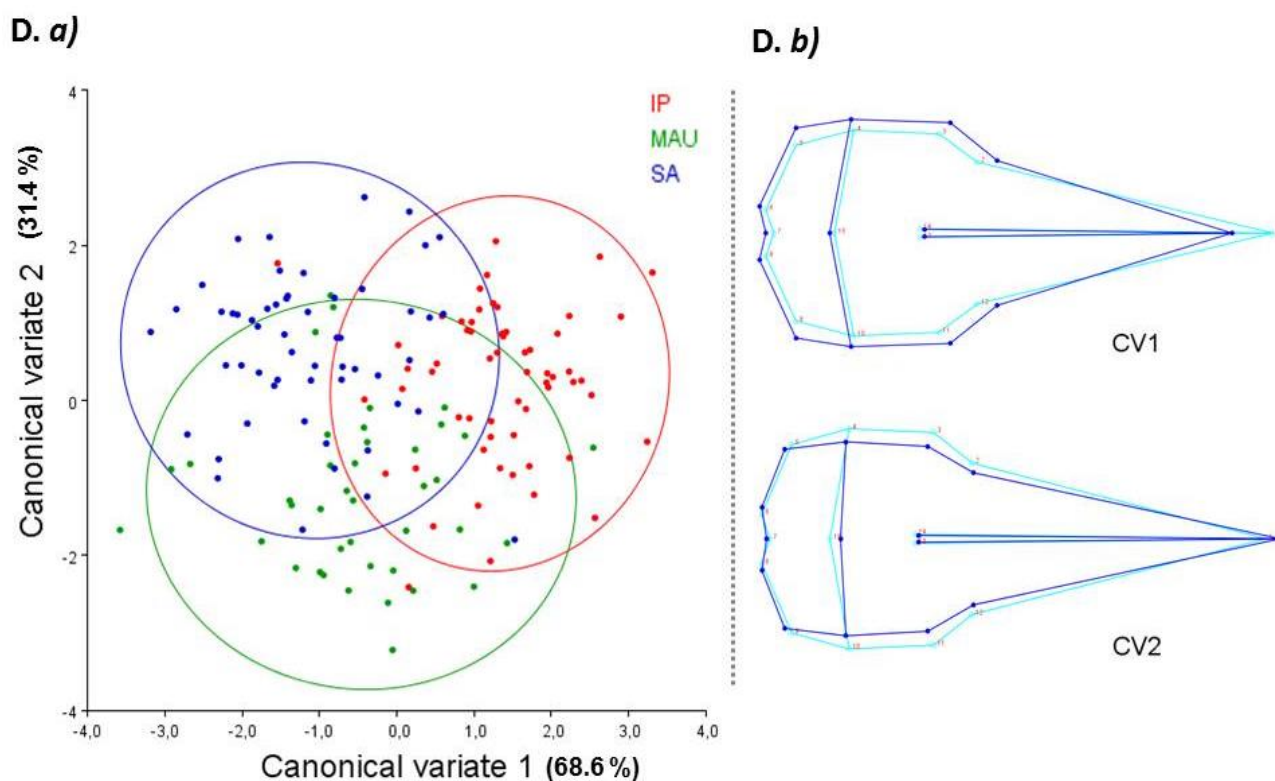 D. a)
D. b)
IP
MAU
SA
4
2
0
-2
-4
-4,0
-3,0
-2,0
-1,0
0,0
1,0
2,0
3,0
4,0
Canonical variate 2 (31.4 %)
Canonical variate 1 (68.6 %)
CV1
CV2